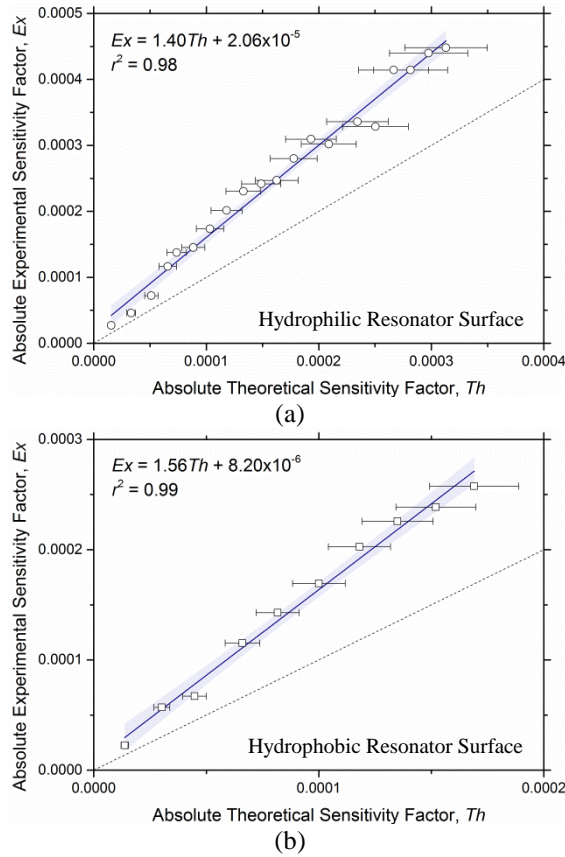 Ex = 1.40Th + 2.06x10⁻⁵
r² = 0.98
Absolute Experimental Sensitivity Factor, Ex
0.0005
0.0004
0.0003
0.0002
0.0001
0.0000
Hydrophilic Resonator Surface
0.0000 0.0001 0.0002 0.0003 0.0004
Absolute Theoretical Sensitivity Factor, Th
(a)
Ex = 1.56Th + 8.20x10⁻⁶
r² = 0.99
Absolute Experimental Sensitivity Factor, Ex
0.0003
0.0002
0.0001
0.0000
Hydrophobic Resonator Surface
0.0000 0.0001 0.0002
Absolute Theoretical Sensitivity Factor, Th
(b)